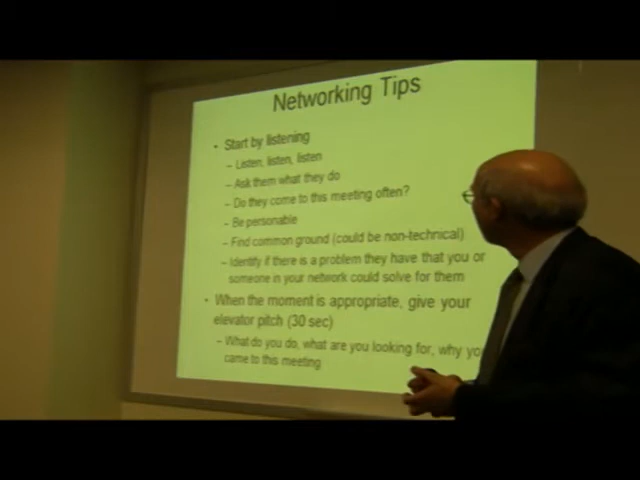 Networking Tips
• Start by listening
– Listen, listen, listen
– Ask them what they do
– Do they come to this meeting often?
– Be personable
– Find common ground (could be non-technical)
– Identify if there is a problem they have that you or
someone in your network could solve for them
• When the moment is appropriate, give your
elevator pitch (30 sec)
– What do you do, what are you looking for, why yo
came to this meeting